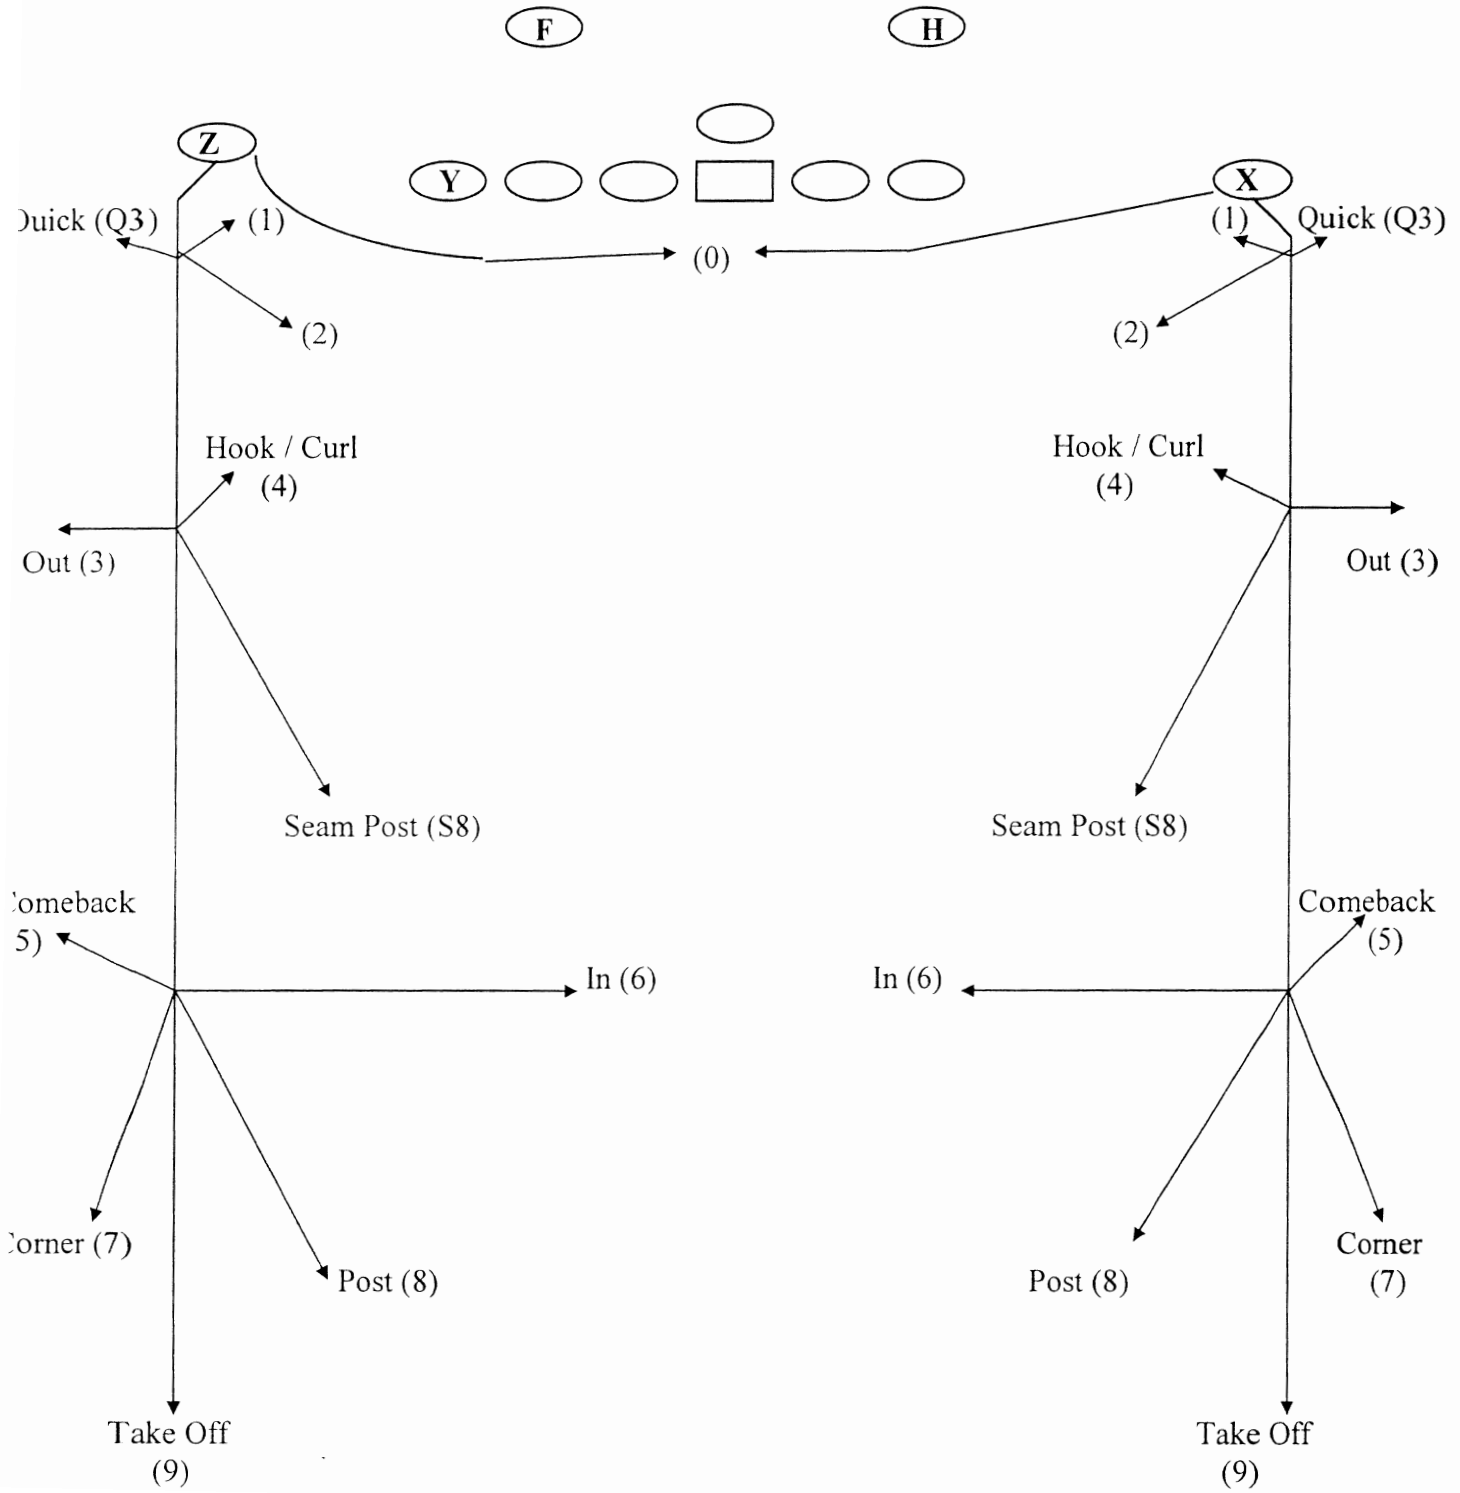 F H
Z
Y X
Quick (Q3) (1) (1) Quick (Q3)
(0)
(2) (2)
Hook / Curl Hook / Curl
(4) (4)
Out (3) Out (3)
Seam Post (S8) Seam Post (S8)
omeback Comeback
5) (5)
In (6) In (6)
orner (7) Corner
Post (8) Post (8) (7)
Take Off Take Off
(9) (9)